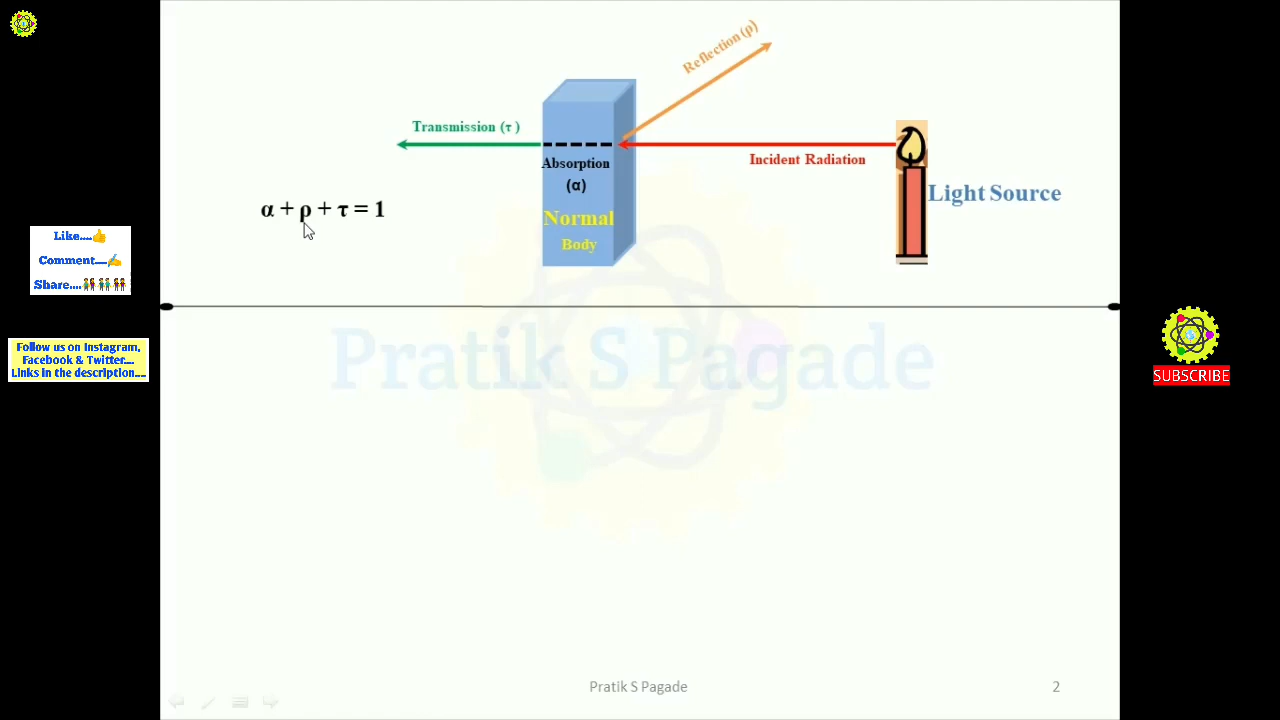 Reflection (ρ)
Transmission (τ )
Incident Radiation
Absorption
(α)
Light Source
α + ρ + τ = 1
Normal
Body
Like....👍
Comment....✍
Share....👫👫👫
Follow us on Instagram,
Facebook & Twitter....
Links in the description....
Pratik S Pagade
SUBSCRIBE
Pratik S Pagade
2